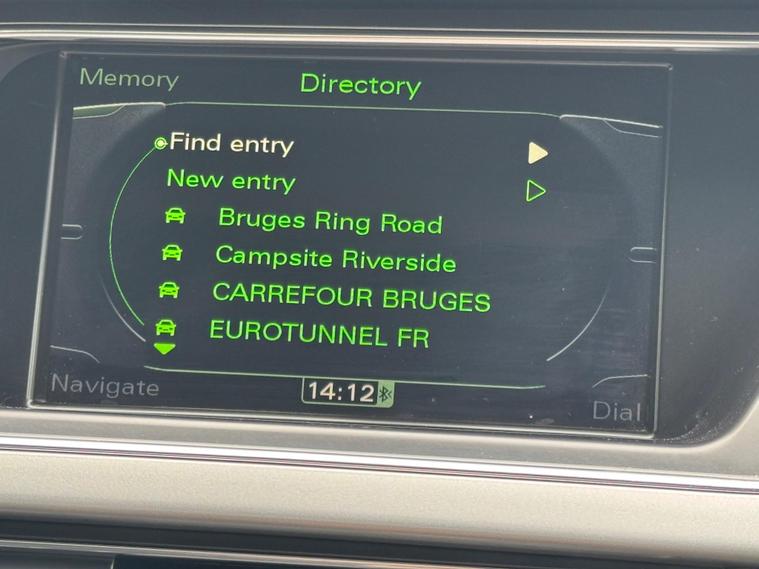 Memory
Directory
Find entry
New entry
Bruges Ring Road
Campsite Riverside
CARREFOUR BRUGES
EUROTUNNEL FR
Navigate
14:12
Dial